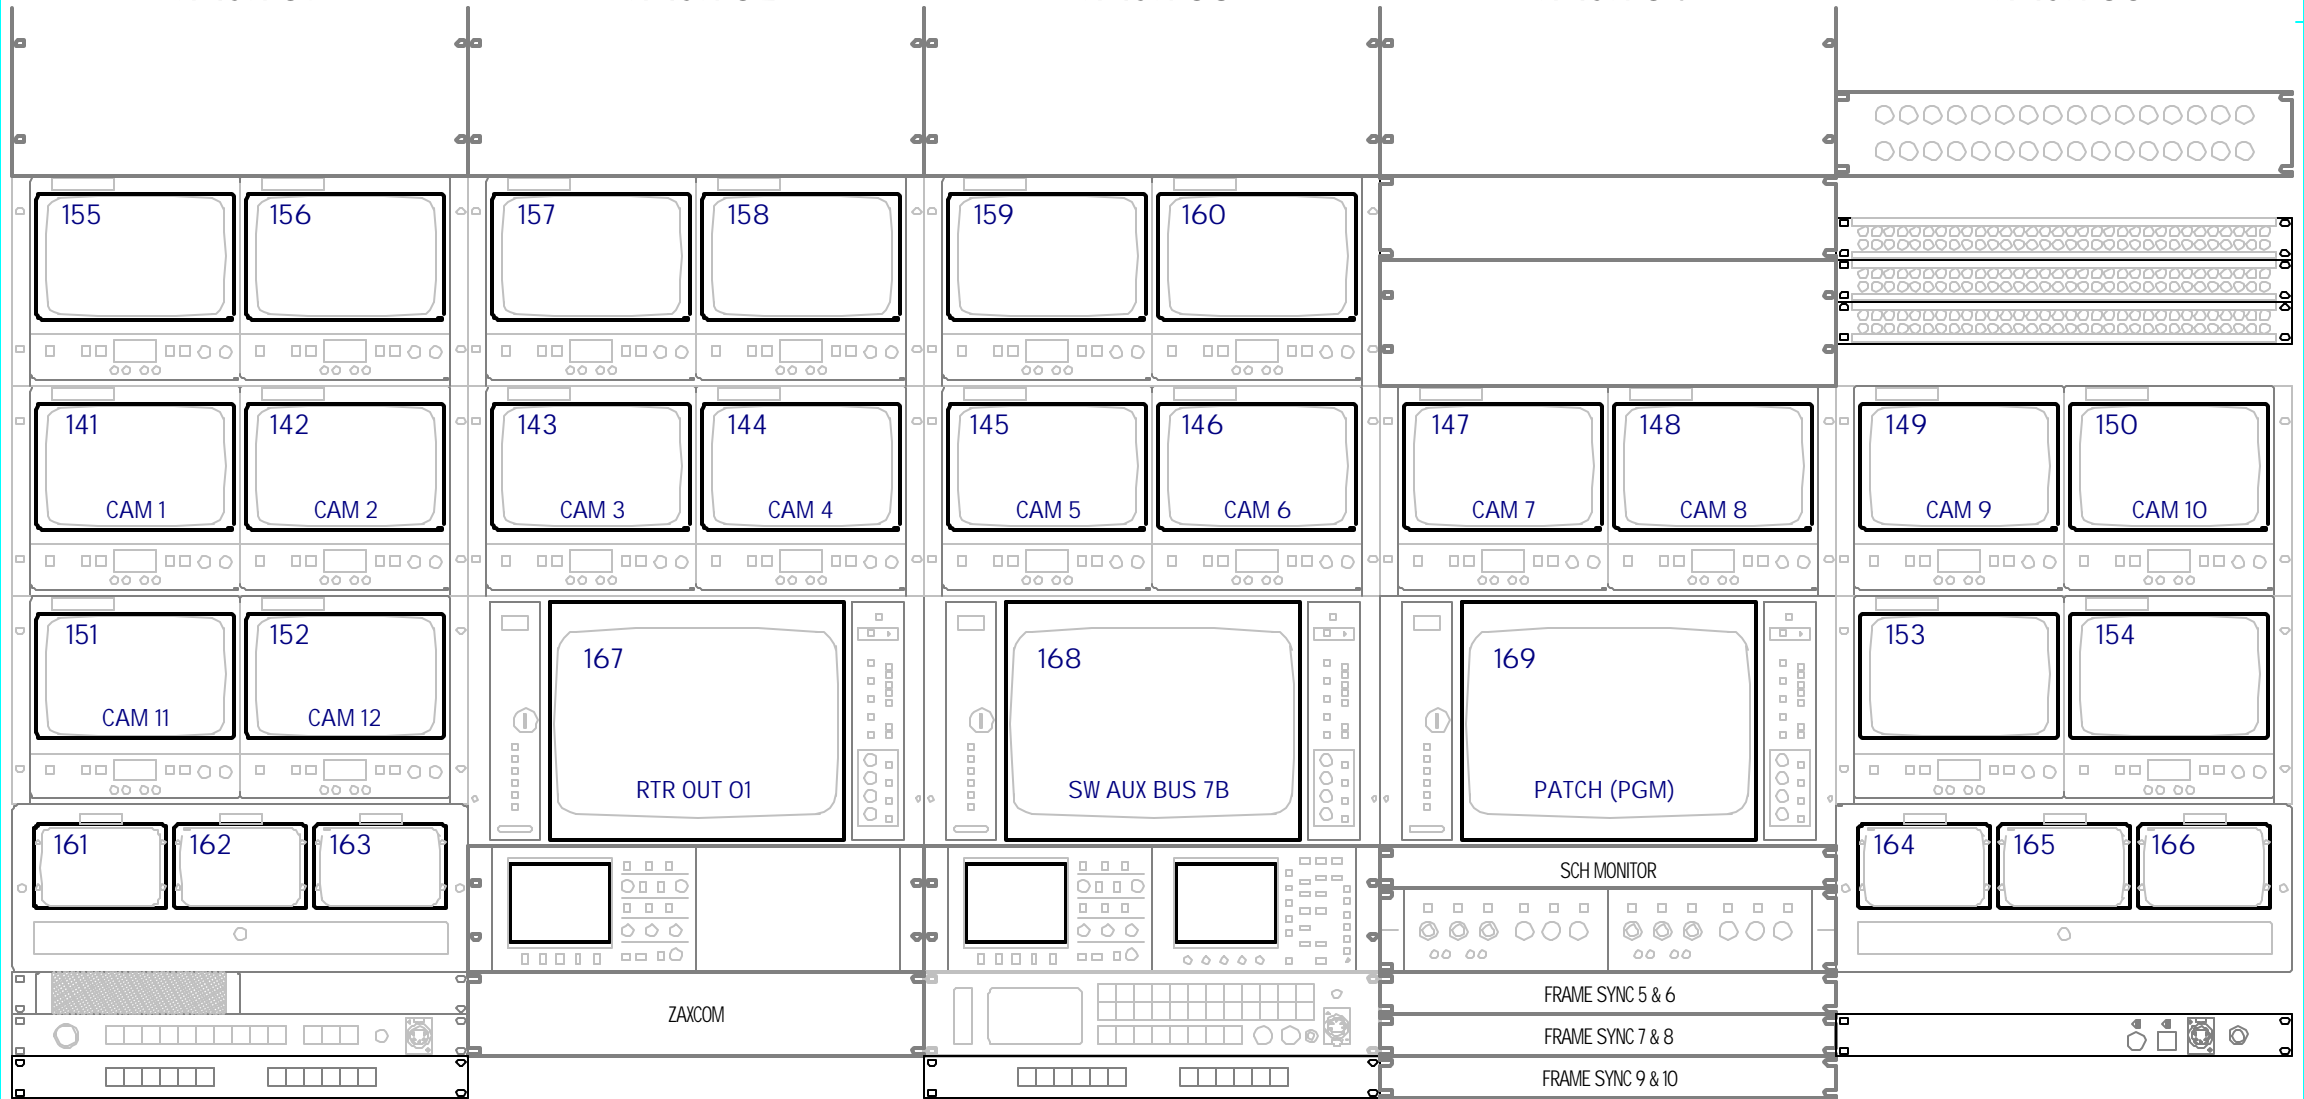 155 156 157 158 159 160
141 142 143 144 145 146 147 148 149 150
CAM 1 CAM 2 CAM 3 CAM 4 CAM 5 CAM 6 CAM 7 CAM 8 CAM 9 CAM 10
151 152 167 168 169 153 154
CAM 11 CAM 12
RTR OUT 01 SW AUX BUS 7B PATCH (PGM)
161 162 163 164 165 166
SCH MONITOR
FRAME SYNC 5 & 6
ZAXCOM
FRAME SYNC 7 & 8
FRAME SYNC 9 & 10